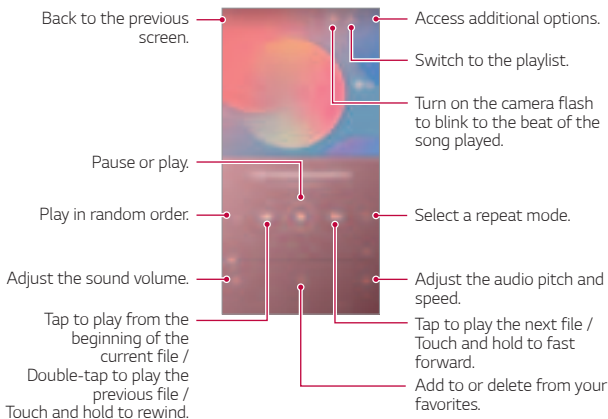 Back to the previous
screen.
Access additional options.
Switch to the playlist.
Turn on the camera flash
to blink to the beat of the
song played.
Pause or play.
Play in random order.
Select a repeat mode.
Adjust the sound volume.
Adjust the audio pitch and
speed.
Tap to play from the
beginning of the
current file /
Double-tap to play the
previous file /
Touch and hold to rewind.
Tap to play the next file /
Touch and hold to fast
forward.
Add to or delete from your
favorites.